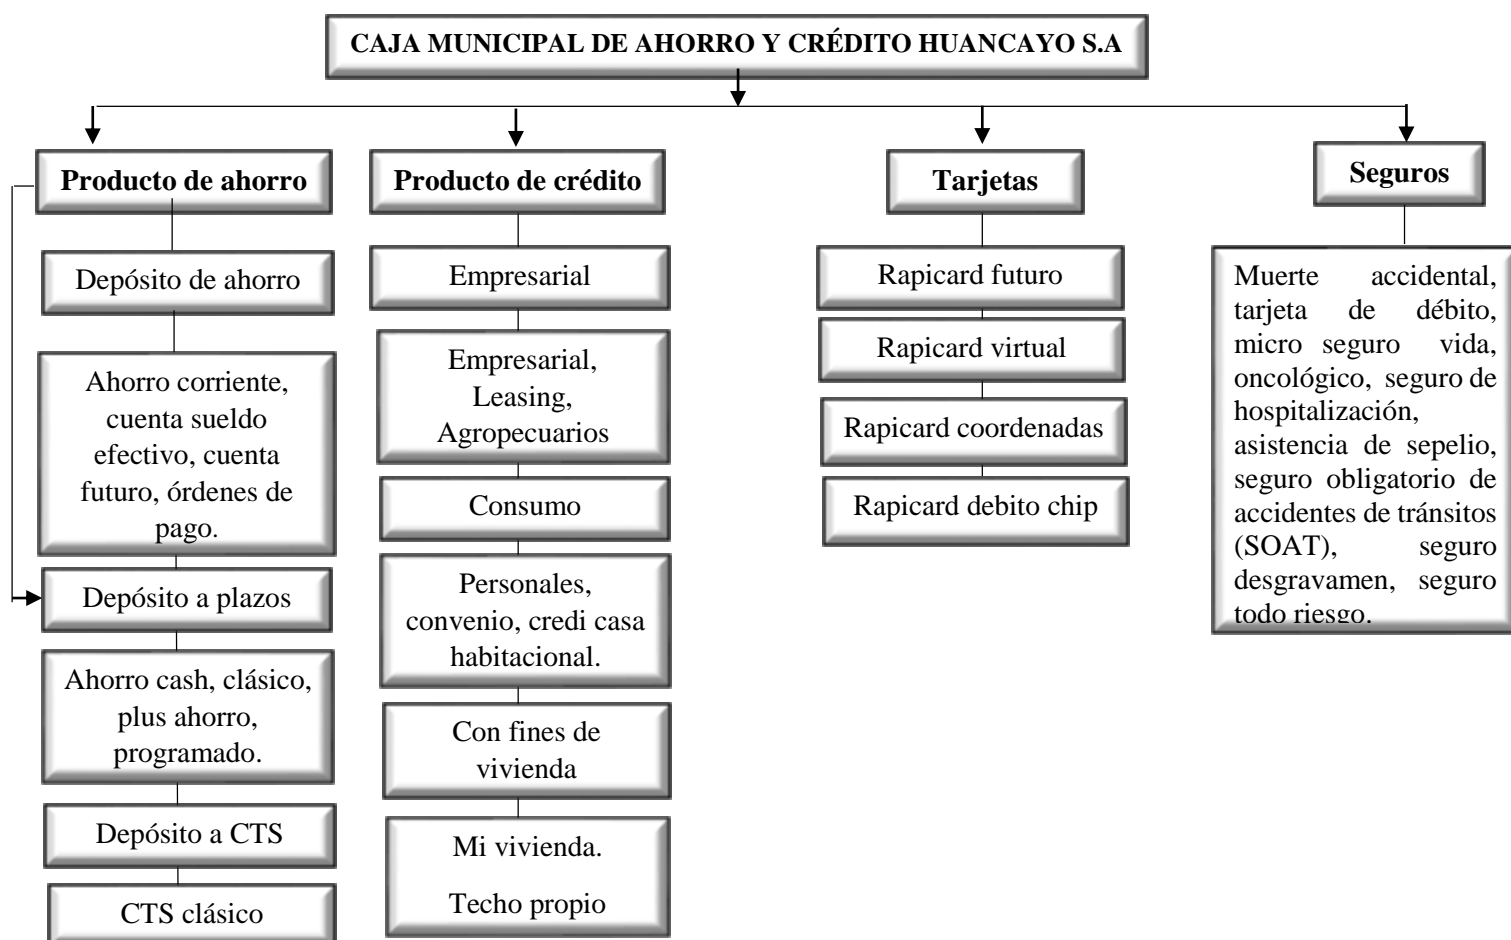 CAJA MUNICIPAL DE AHORRO Y CRÉDITO HUANCAYO S.A
Producto de ahorro
Depósito de ahorro
Ahorro corriente,
cuenta sueldo
efectivo, cuenta
futuro, órdenes de
pago.
Depósito a plazos
Ahorro cash, clásico,
plus ahorro,
programado.
Depósito a CTS
CTS clásico
Producto de crédito
Empresarial
Empresarial,
Leasing,
Agropecuarios
Consumo
Personales,
convenio, credi casa
habitacional.
Con fines de
vivienda
Mi vivienda.
Techo propio
Tarjetas
Rapicard futuro
Rapicard virtual
Rapicard coordenadas
Rapicard debito chip
Seguros
Muerte accidental,
tarjeta de débito,
micro seguro vida,
oncológico, seguro de
hospitalización,
asistencia de sepelio,
seguro obligatorio de
accidentes de tránsitos
(SOAT), seguro
desgravamen, seguro
todo riesgo.